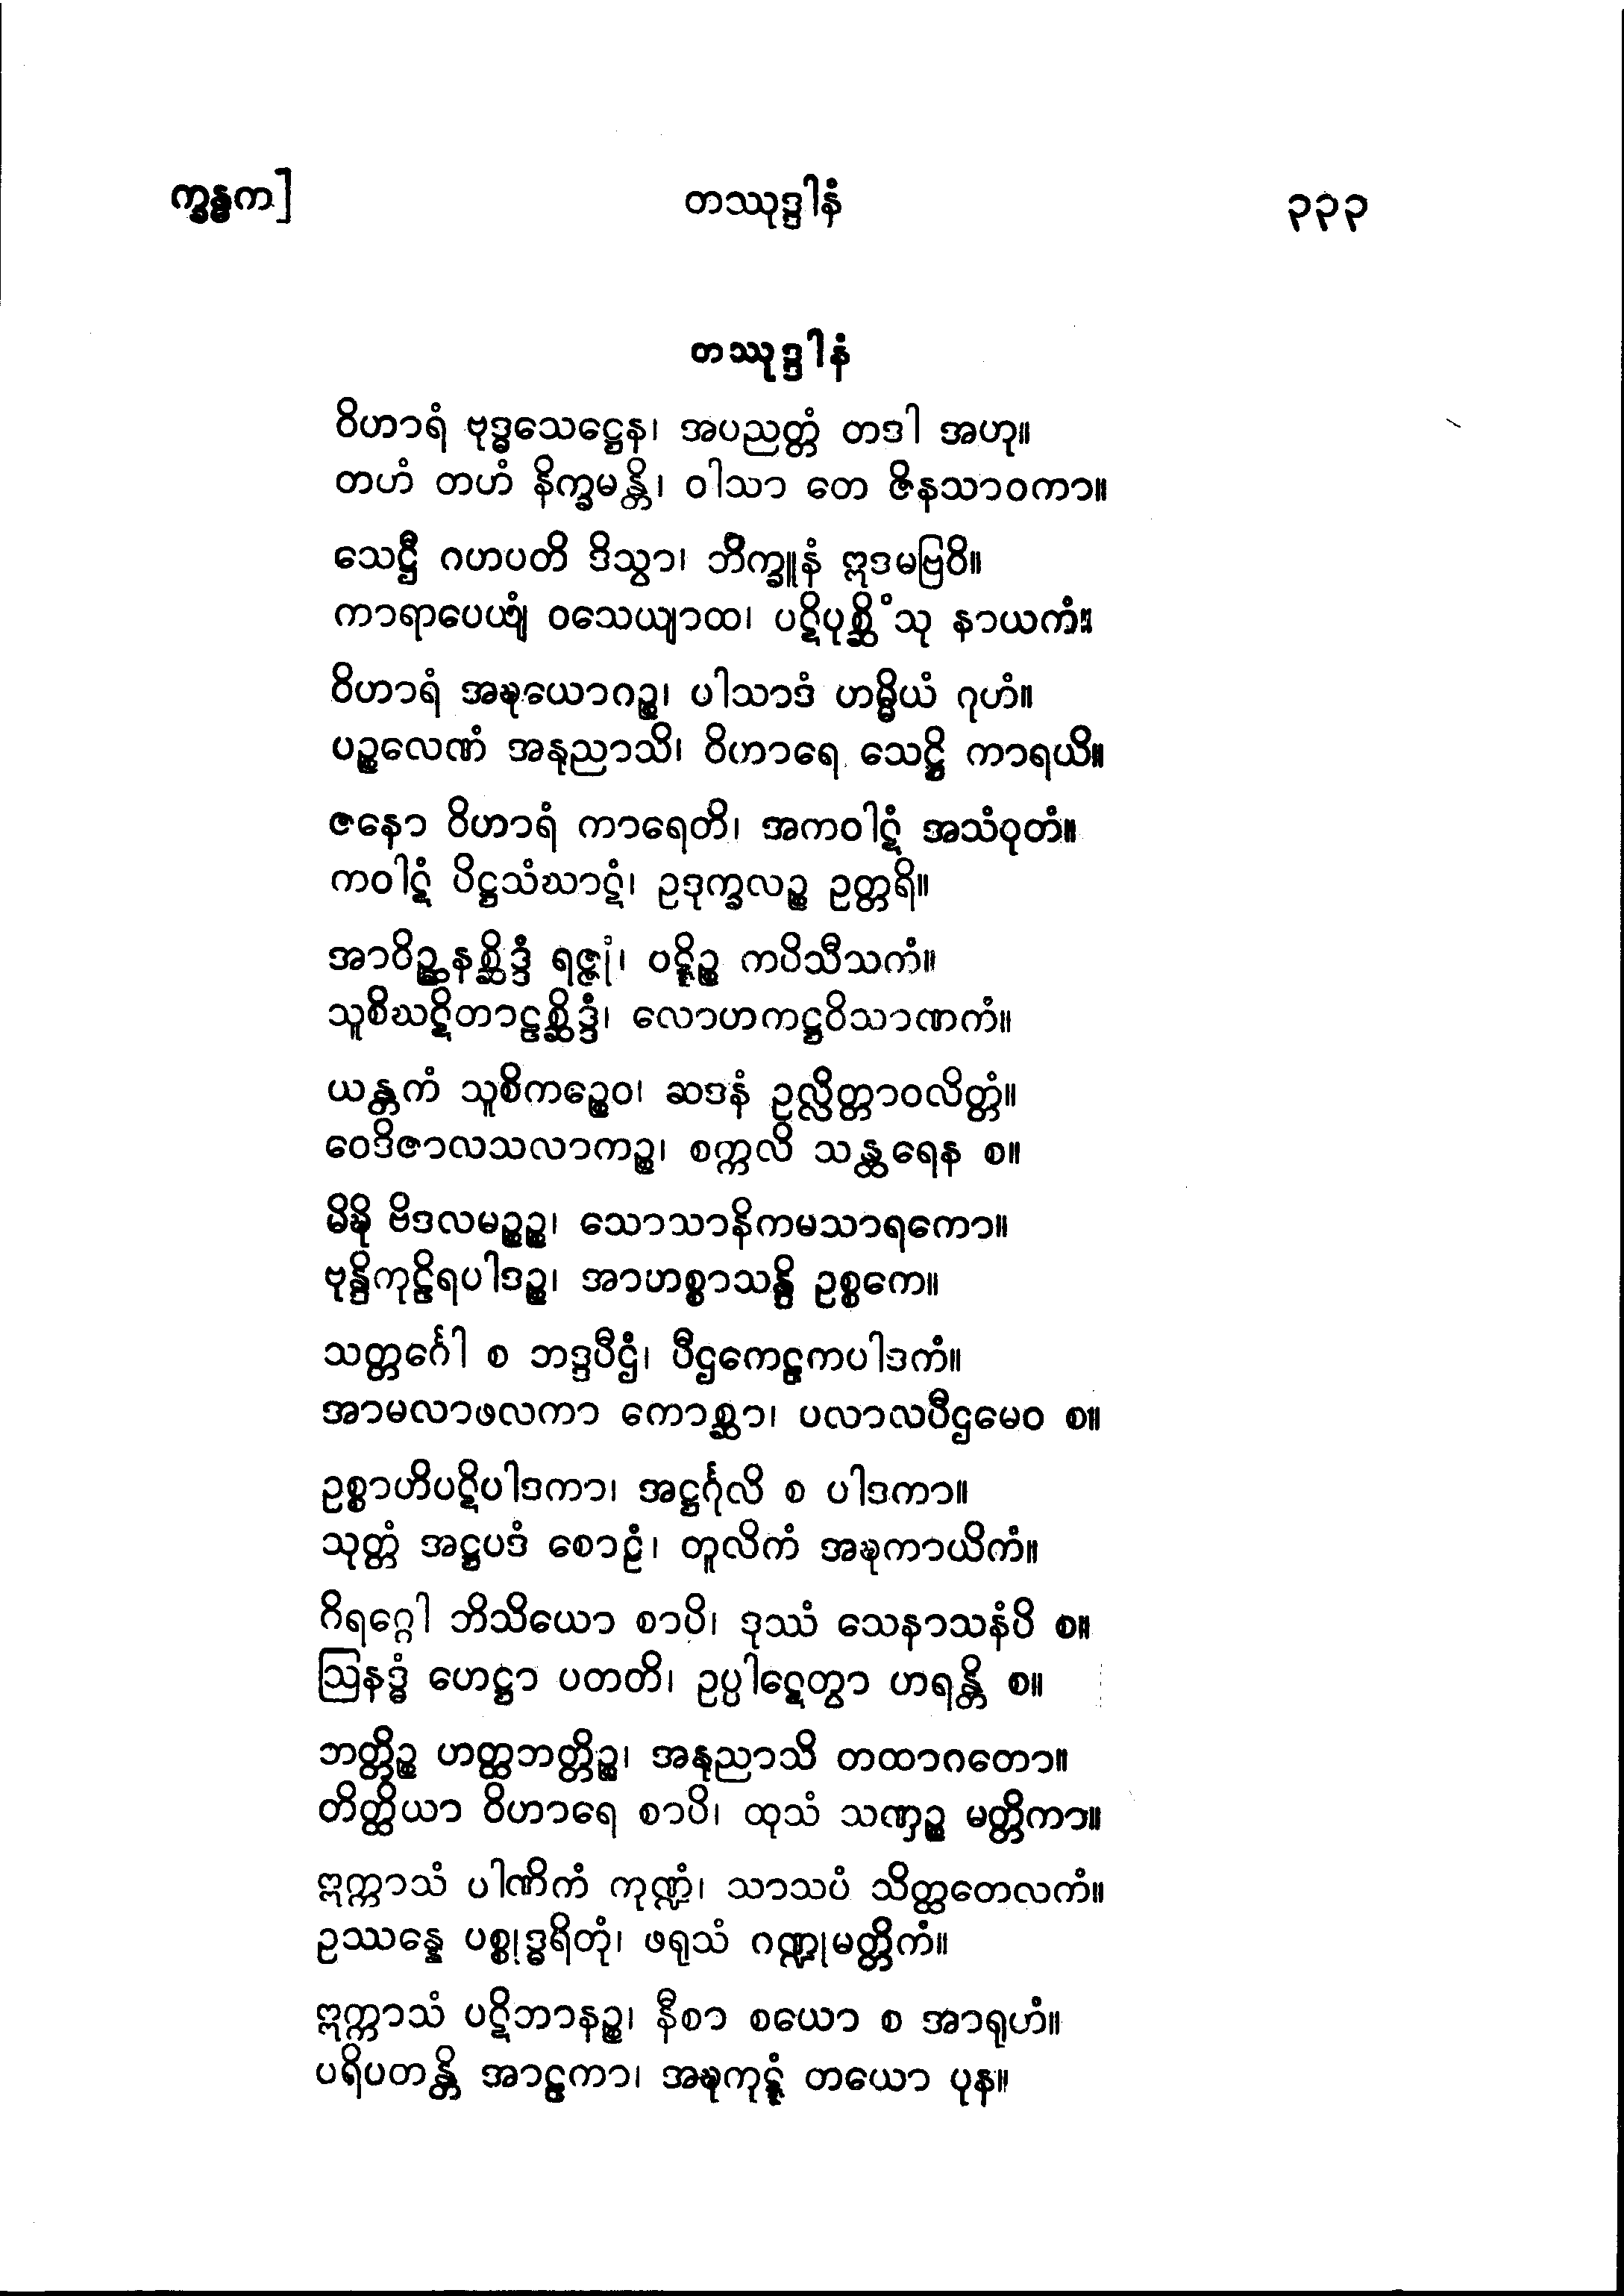 က္ခန္ဓက]
တဿုဒ္ဒါနံ
၃၃၃
တဿုဒ္ဒါနံ
ဝိဟာရံ ဗုဒ္ဓသေဋ္ဌေန၊ အပညတ္တံ တဒါ အဟု။
တဟံ တဟံ နိက္ခမန္တိ၊ ဝါသာ တေ ဇိနသာဝကာ။
သေဋ္ဌီ ဂဟပတိ ဒိသွာ၊ ဘိက္ခူနံ ဣဒမဗြဝိ။
ကာရာပေယျံ ဝသေယျာထ၊ ပဋိပုစ္ဆိံသု နာယကံ။
ဝိဟာရံ အဍ္ဎယောဂဉ္စ၊ ပါသာဒံ ဟမ္မိယံ ဂုဟံ။
ပဉ္စလေဏံ အနုညာသိ၊ ဝိဟာရေ သေဋ္ဌိ ကာရယိ။
ဇနော ဝိဟာရံ ကာရေတိ၊ အကဝါဋံ အသံဝုတံ။
ကဝါဋံ ပိဋ္ဌသံဃာဋံ၊ ဥဒုက္ခလဉ္စ ဥတ္တရိ။
အာဝိဉ္ဆနစ္ဆိဒ္ဒံ ရဇ္ဇုံ၊ ဝဋ္ဋိဉ္စ ကပိသီသကံ။
သူစိဃဋိတာဠစ္ဆိဒ္ဒံ၊ လောဟကဋ္ဌဝိသာဏကံ။
ယန္တကံ သူစိကဉ္စေဝ၊ ဆဒနံ ဥလ္လိတ္တာဝလိတ္တံ။
ဝေဒိဇာလသလာကဉ္စ၊ စက္ကလိ သန္ထရေန စ။
မိဍ္ဎိ ဗိဒလမဉ္စဉ္စ၊ သောသာနိကမသာရကော။
ဗုန္ဒိကုဠိရပါဒဉ္စ၊ အာဟစ္စာသန္ဒိ ဥစ္စကေ။
သတ္တင်္ဂေါ စ ဘဒ္ဒပီဌံ၊ ပီဌကေဠကပါဒကံ။
အာမလာဖလကာ ကောစ္ဆာ၊ ပလာလပီဌမေဝ စ။
ဥစ္စာဟိပဋိပါဒကာ၊ အဋ္ဌင်္ဂုလိ စ ပါဒကာ။
သုတ္တံ အဋ္ဌပဒံ စောဠံ၊ တူလိကံ အဍ္ဎကာယိကံ။
ဂိရဂ္ဂေါ ဘိသိယော စာပိ၊ ဒုဿံ သေနာသနံပိ စ။
ဩနဒ္ဓံ ဟေဋ္ဌာ ပတတိ၊ ဥပ္ပါဋေတွာ ဟရန္တိ စ။
ဘတ္တိဉ္စ ဟတ္ထဘတ္တိဉ္စ၊ အနုညာသိ တထာဂတော။
တိတ္ထိယာ ဝိဟာရေ စာပိ၊ ထုသံ သဏှဉ္စ မတ္တိကာ။
ဣက္ကာသံ ပါဏိကံ ကုဏ္ဍံ၊ သာသပံ သိတ္ထတေလကံ။
ဥဿန္နေ ပစ္စုဒ္ဓရိတုံ၊ ဖရုသံ ဂဏ္ဍုမတ္တိကံ။
ဣက္ကာသံ ပဋိဘာနဉ္စ၊ နီစာ စယော စ အာရုဟံ။
ပရိပတန္တိ အာဠကာ၊ အဍ္ဎကုဋ္ဋံ တယော ပုန။